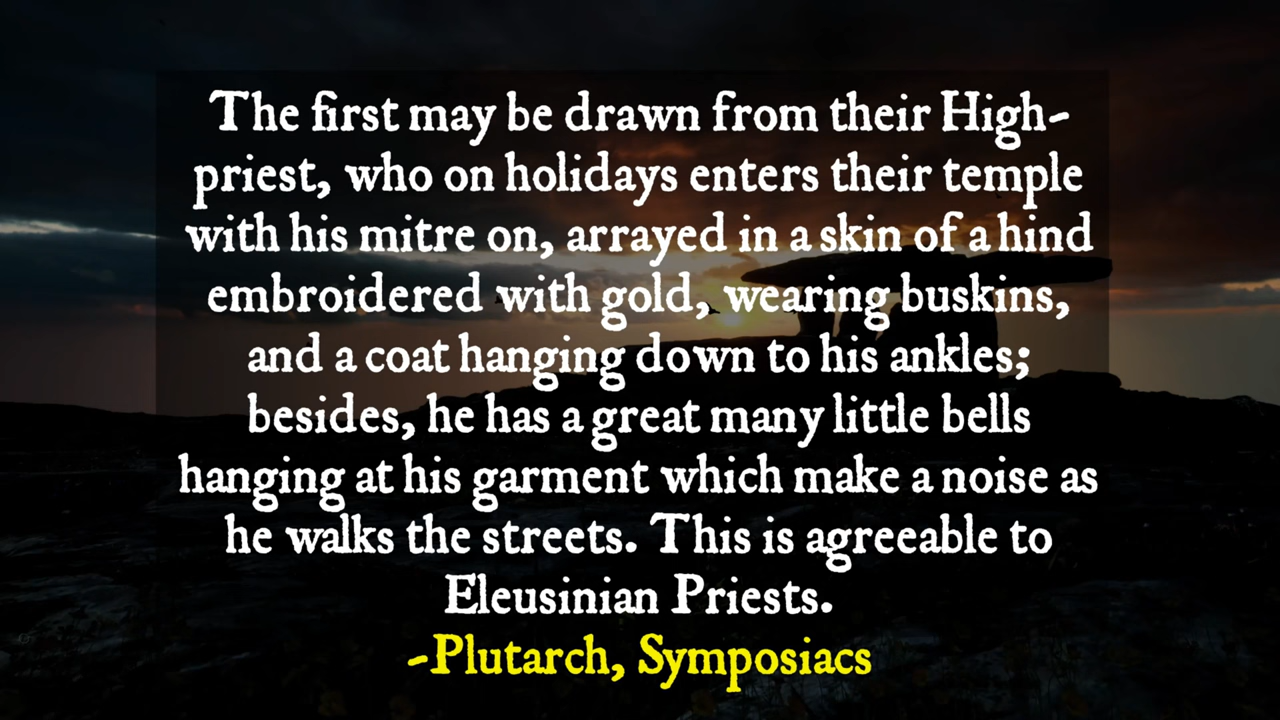 The first may be drawn from their High-
priest, who on holidays enters their temple
with his mitre on, arrayed in a skin of a hind
embroidered with gold, wearing buskins,
and a coat hanging down to his ankles;
besides, he has a great many little bells
hanging at his garment which make a noise as
he walks the streets. This is agreeable to
Eleusinian Priests.
-Plutarch, Symposiacs